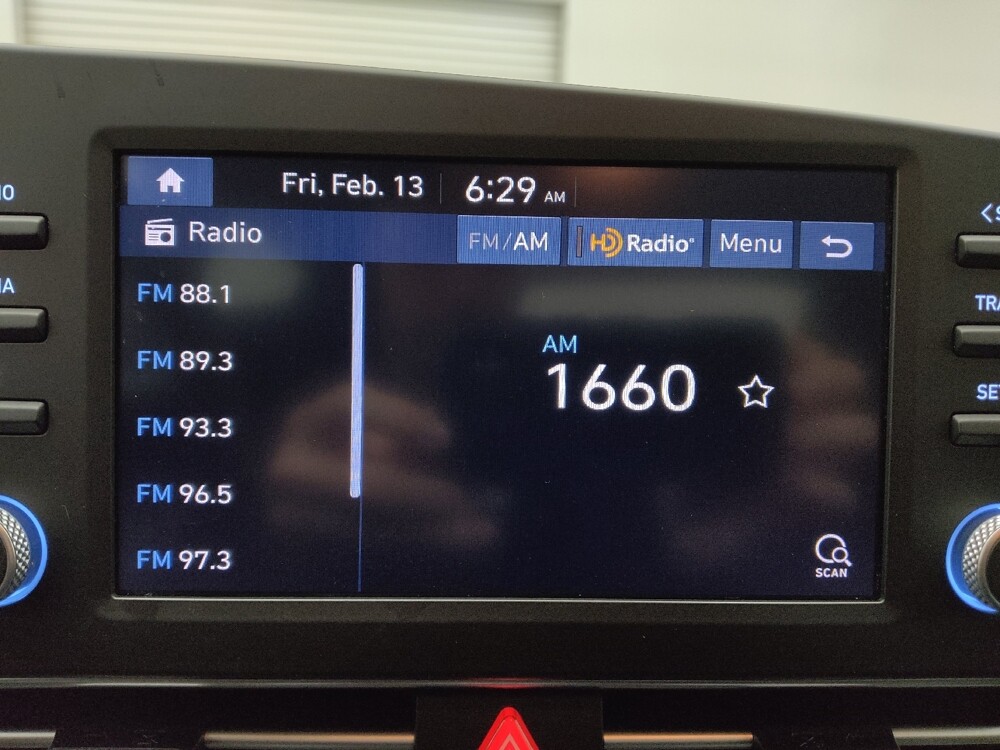 Fri, Feb. 13 6:29 AM
Radio FM/AM HD Radio® Menu
FM 88.1
FM 89.3
FM 93.3
FM 96.5
FM 97.3
AM
1660
SCAN